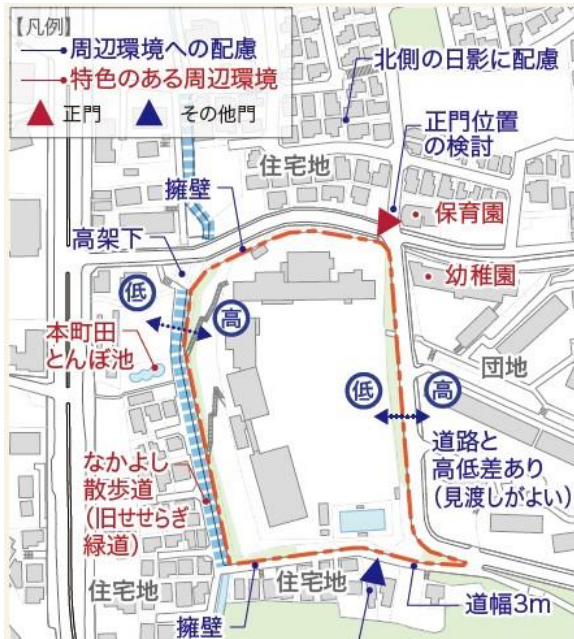 【凡例】
周辺環境への配慮
特色のある周辺環境
正門
その他門
北側の日影に配慮
正門位置
の検討
住宅地
擁壁
保育園
高架下
幼稚園
低
高
本町田
とんぼ池
団地
低
高
道路と
高低差あり
(見渡しがよい)
なかよし
散歩道
(旧せせらぎ
緑道)
住宅地
住宅地
擁壁
道幅3m